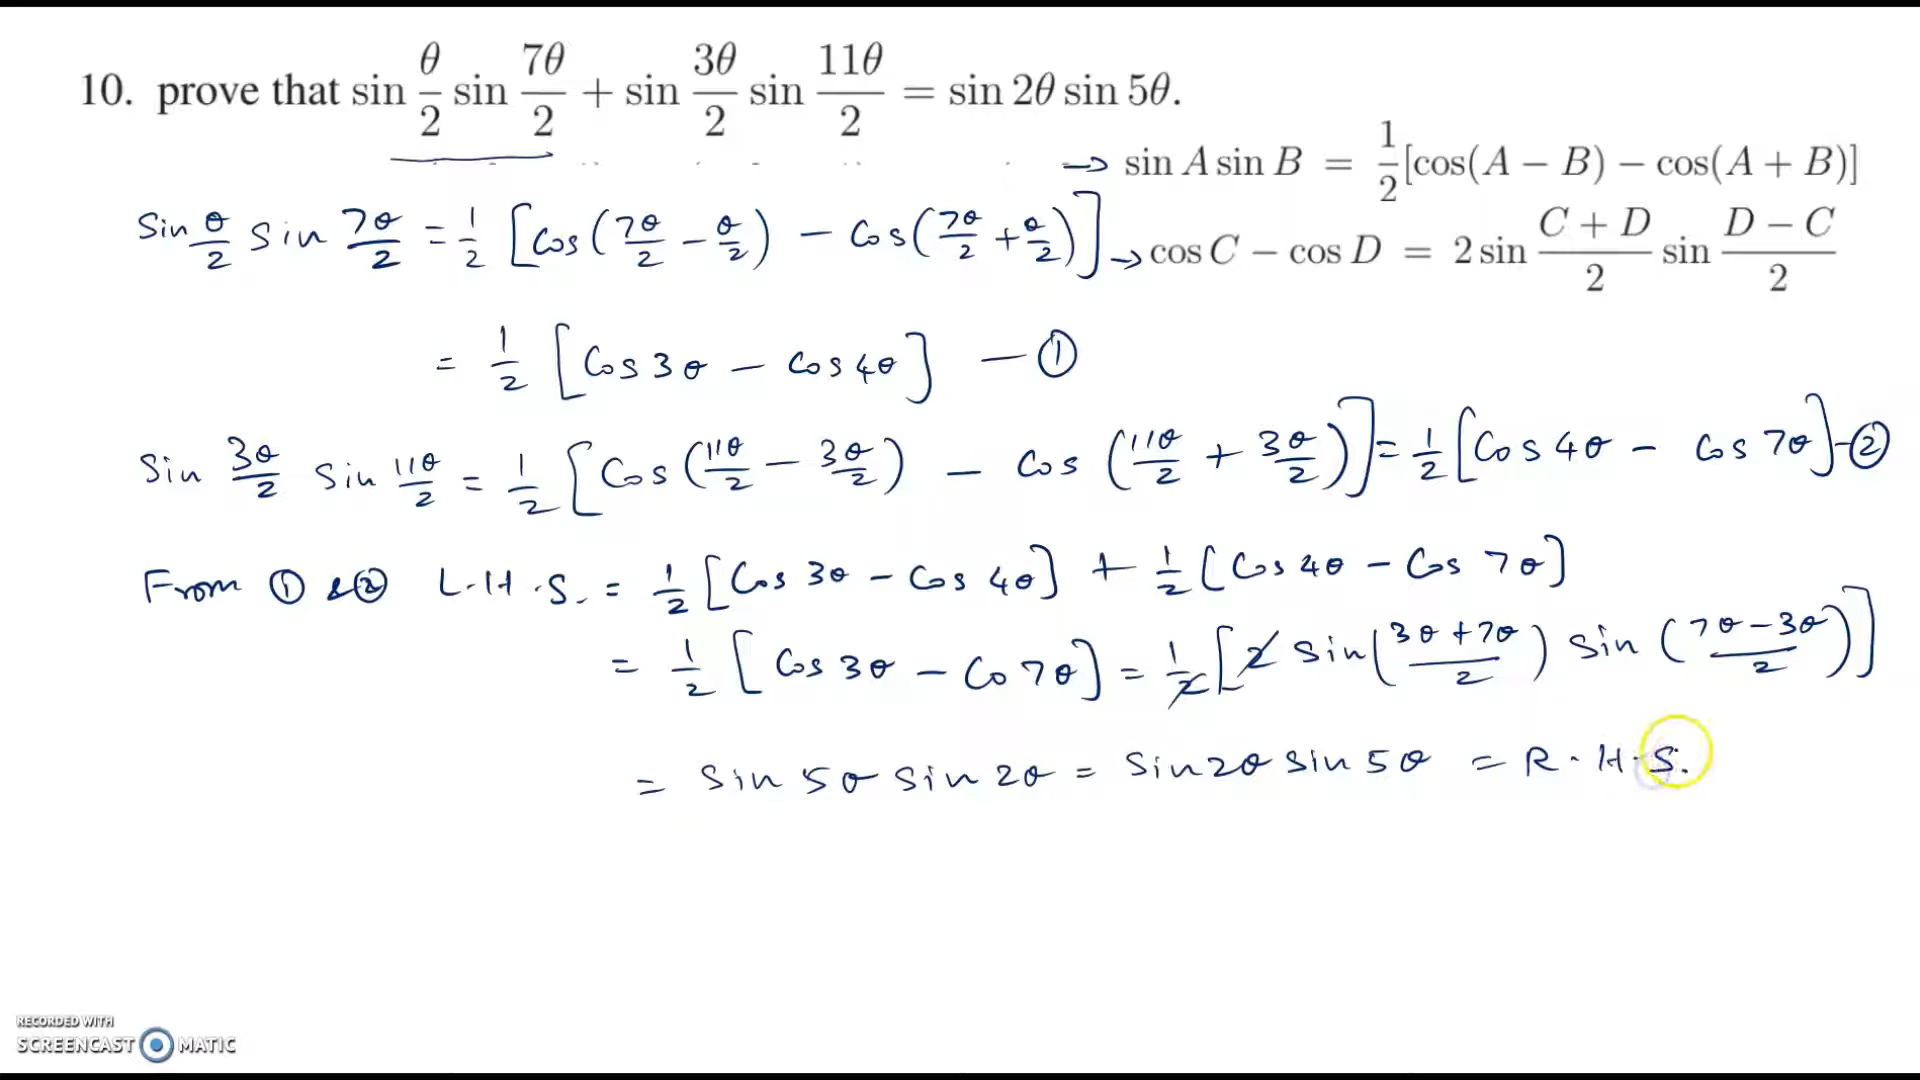 10. prove that sin θ/2 sin 7θ/2 + sin 3θ/2 sin 11θ/2 = sin 2θ sin 5θ.
→ sin A sin B = 1/2[cos(A − B) − cos(A + B)]
Sin θ/2 sin 7θ/2 = 1/2 [Cos(7θ/2 − θ/2) − Cos(7θ/2 + θ/2)]
→ cos C − cos D = 2 sin (C + D)/2 sin (D − C)/2
= 1/2 [Cos 3θ − Cos 4θ] — ①
Sin 3θ/2 Sin 11θ/2 = 1/2 [Cos (11θ/2 − 3θ/2) − Cos (11θ/2 + 3θ/2)] = 1/2 [Cos 4θ − Cos 7θ] - ②
From ① & ② L.H.S. = 1/2 [Cos 3θ − Cos 4θ] + 1/2 [Cos 4θ − Cos 7θ]
= 1/2 [Cos 3θ − Co 7θ] = 1/2 [2 Sin (3θ+7θ/2) Sin (7θ−3θ/2)]
= Sin 5θ Sin 2θ = Sin 2θ Sin 5θ = R.H.S.
RECORDED WITH
SCREENCAST MATIC